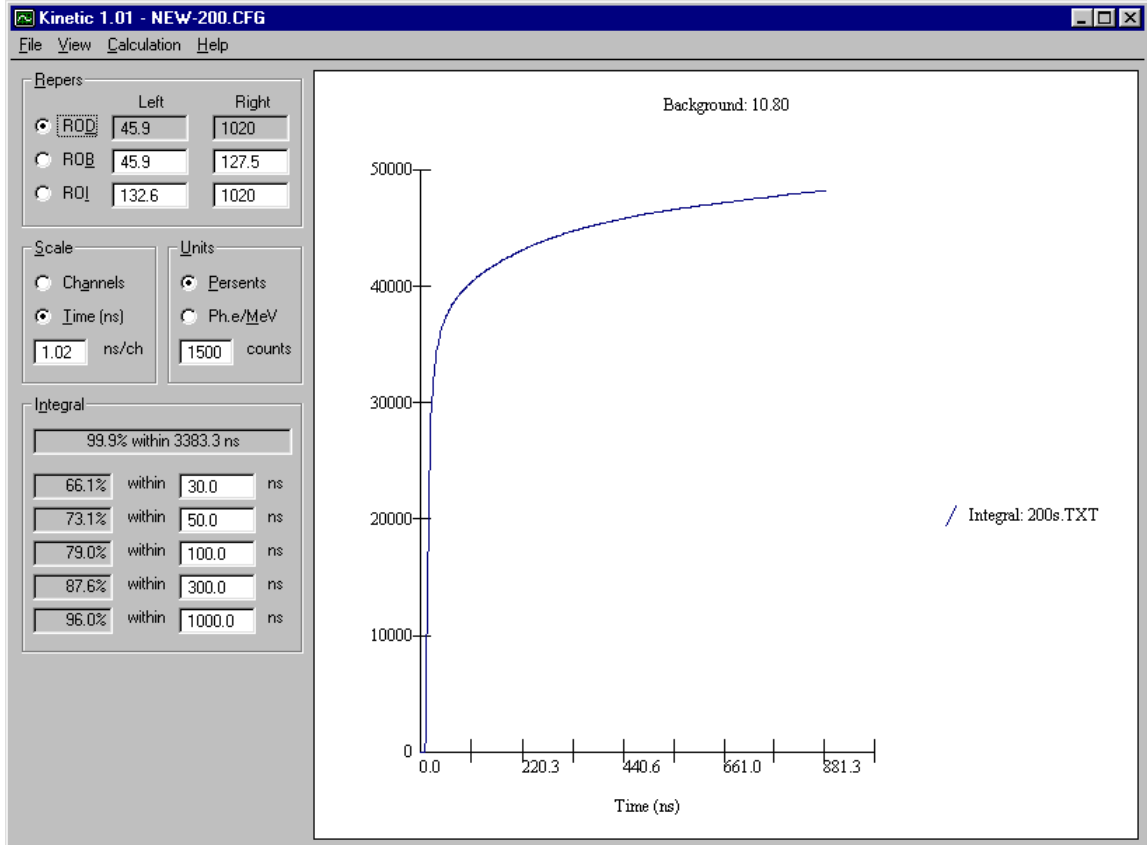 Kinetic 1.01 - NEW-200.CFG
File View Calculation Help
Repers
Left Right
ROD 45.9 1020
ROB 45.9 127.5
ROI 132.6 1020
Scale
Channels
Time (ns)
1.02 ns/ch
Units
Persents
Ph.e/MeV
1500 counts
Integral
99.9% within 3383.3 ns
66.1% within 30.0 ns
73.1% within 50.0 ns
79.0% within 100.0 ns
87.6% within 300.0 ns
96.0% within 1000.0 ns
Background: 10.80
50000
40000
30000
20000
10000
0
0.0 220.3 440.6 661.0 881.3
Time (ns)
Integral: 200s.TXT